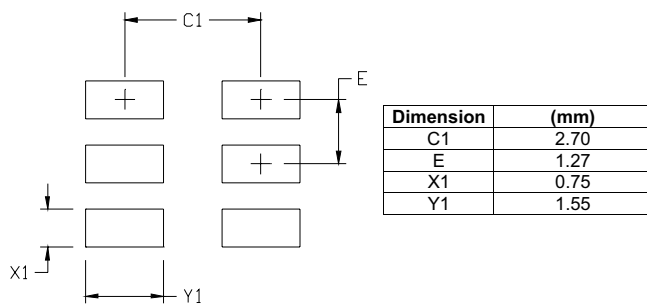 C1
E
X1
Y1
Dimension (mm)
C1 2.70
E 1.27
X1 0.75
Y1 1.55